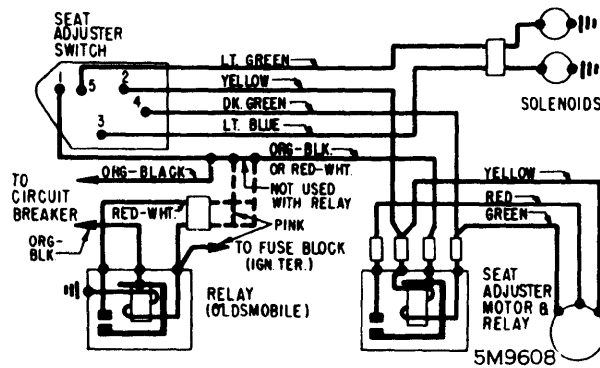 SEAT
ADJUSTER
SWITCH
1
5
2
4
3
LT. GREEN
YELLOW
DK. GREEN
LT. BLUE
SOLENOIDS
ORG-BLK.
OR RED-WHT.
NOT USED
WITH RELAY
ORG-BLACK
TO
CIRCUIT
BREAKER
RED-WHT.
PINK
ORG-
BLK
TO FUSE BLOCK
(IGN. TER.)
YELLOW
RED
GREEN
RELAY
(OLDSMOBILE)
SEAT
ADJUSTER
MOTOR &
RELAY
5M9608